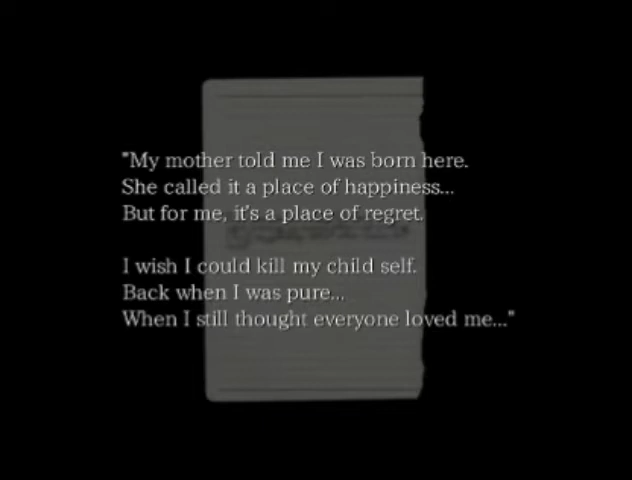 "My mother told me I was born here.
She called it a place of happiness...
But for me, it's a place of regret.
I wish I could kill my child self.
Back when I was pure...
When I still thought everyone loved me..."